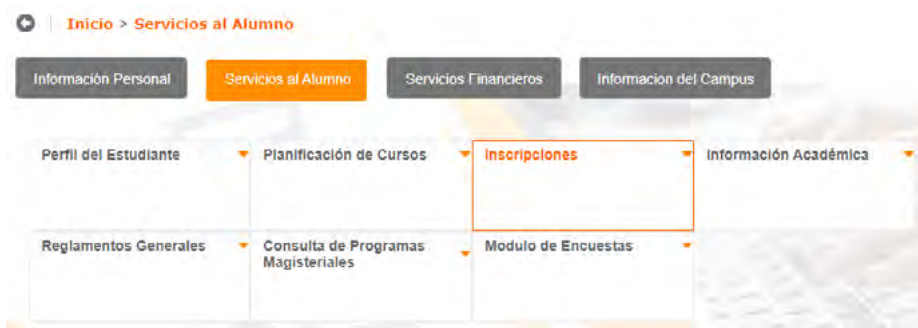 Inicio > Servicios al Alumno
Información Personal
Servicios al Alumno
Servicios Financieros
Informacion del Campus
Perfil del Estudiante
Planificación de Cursos
Inscripciones
Información Académica
Reglamentos Generales
Consulta de Programas
Magisteriales
Modulo de Encuestas